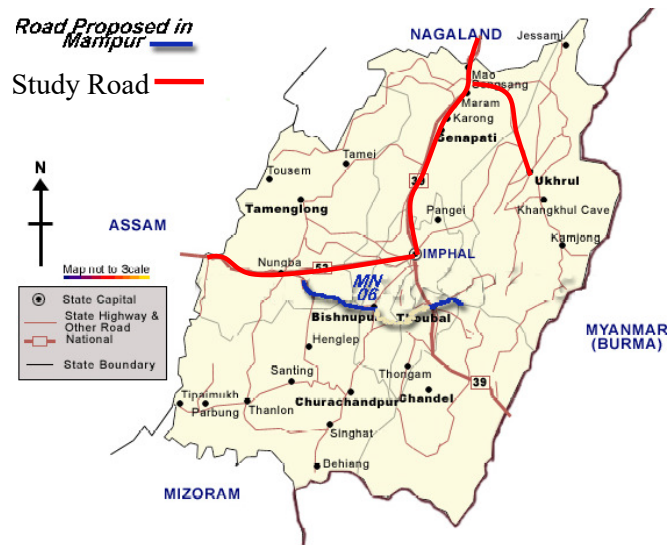 Road Proposed in
Manipur
Study Road
NAGALAND
Jessami
Mao
Maram
Karong
Senapati
Tamei
Tousem
39
Ukhrul
Tamenglong
Pangei
Khangkhul Cave
N
ASSAM
Kamjong
IMPHAL
Map not to Scale
Nungba
53
MN
06
State Capital
State Highway &
Other Road
National
State Boundary
Bishnupur
Thoubal
MYANMAR
(BURMA)
Henglep
Santing
Thongam
39
Tipaimukh
Parbung
Thanlon
Churachandpur
Chandel
Singhat
Behiang
MIZORAM